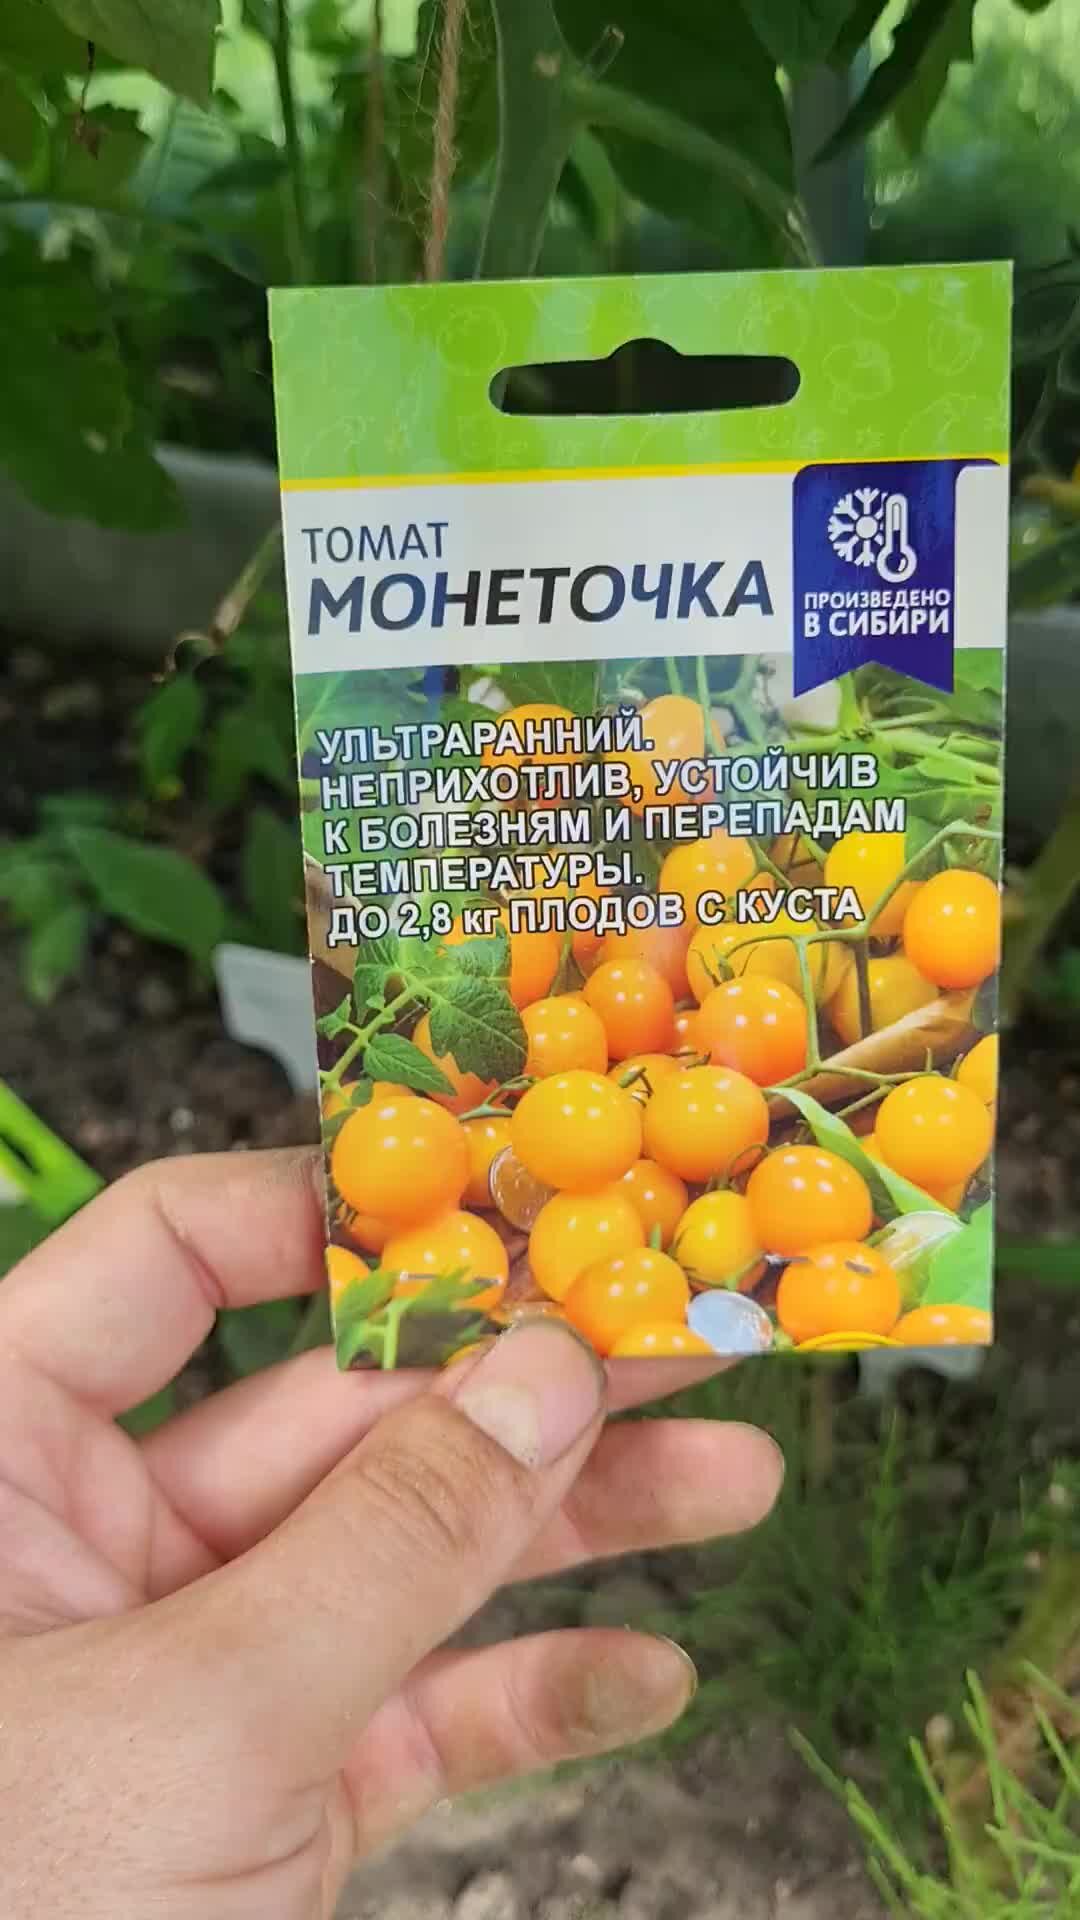 ТОМАТ
МОНЕТОЧКА
ПРОИЗВЕДЕНО
В СИБИРИ
УЛЬТРАРАННИЙ.
НЕПРИХОТЛИВ, УСТОЙЧИВ
К БОЛЕЗНЯМ И ПЕРЕПАДАМ
ТЕМПЕРАТУРЫ.
ДО 2,8 кг ПЛОДОВ С КУСТА